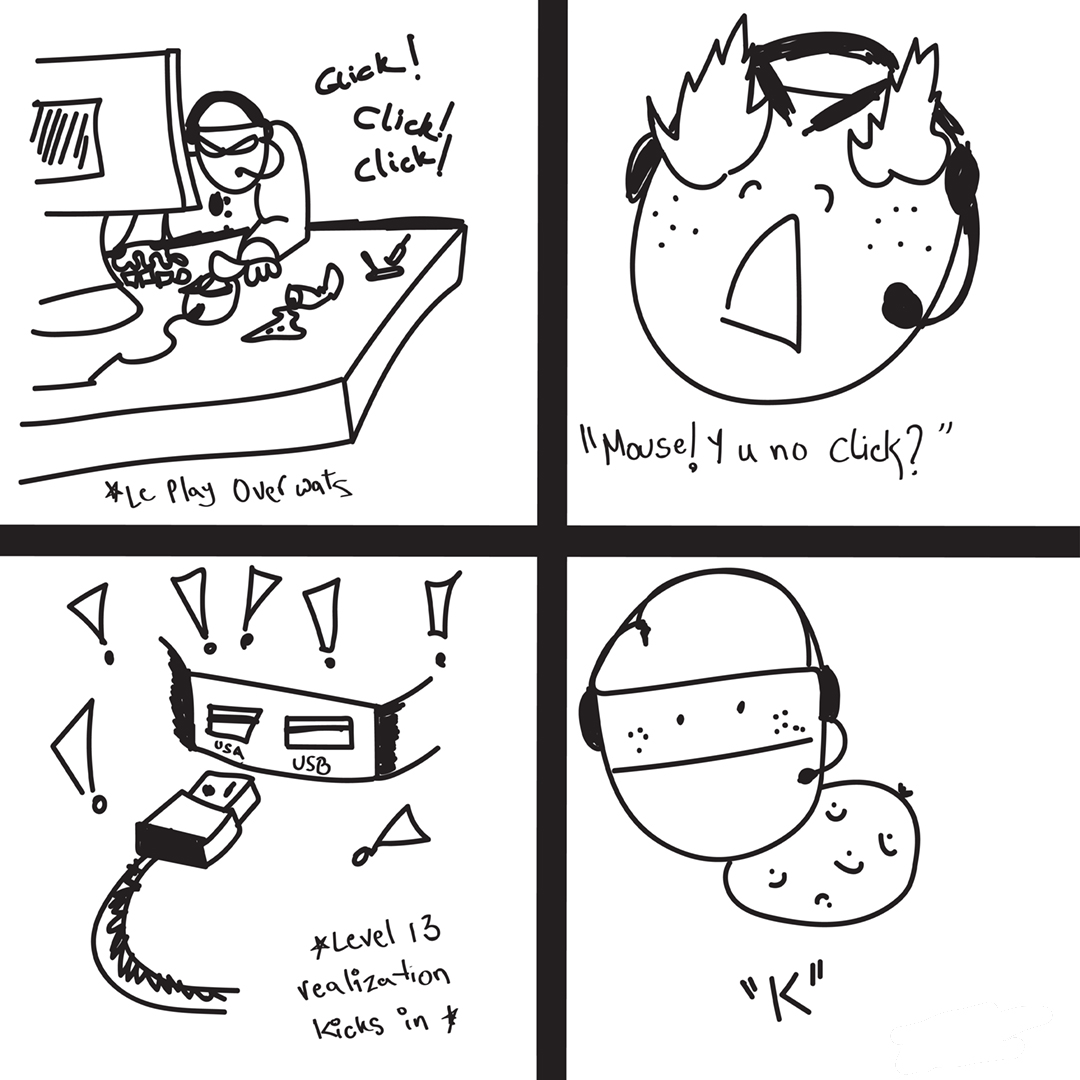 Click!
Click!
Click!
*Le Play Over wats
"Mouse! Y u no click?"
USA
USB
*Level 13
realization
kicks in *
"K"